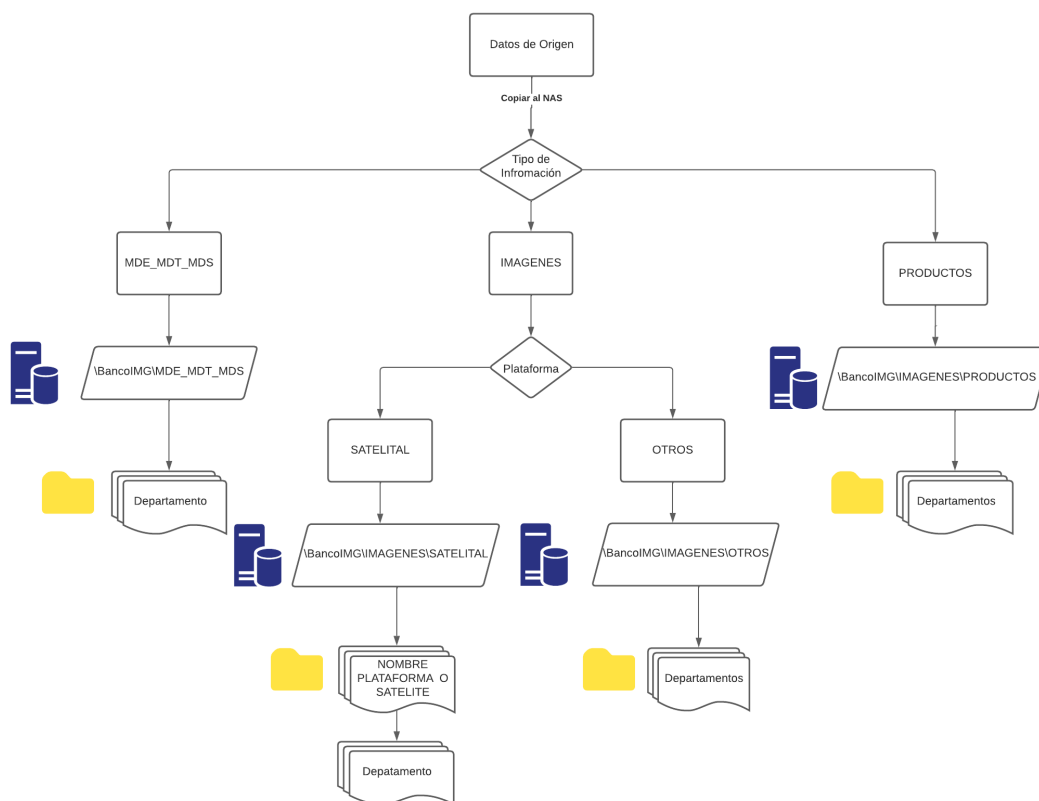 Datos de Origen
Copiar al NAS
Tipo de
Infromación
MDE_MDT_MDS
IMAGENES
PRODUCTOS
\BancoIMG\MDE_MDT_MDS
Plataforma
\BancoIMG\IMAGENES\PRODUCTOS
SATELITAL
OTROS
Departamento
Departamentos
\BancoIMG\IMAGENES\SATELITAL
\BancoIMG\IMAGENES\OTROS
NOMBRE
PLATAFORMA O
SATELITE
Departamentos
Depatamento